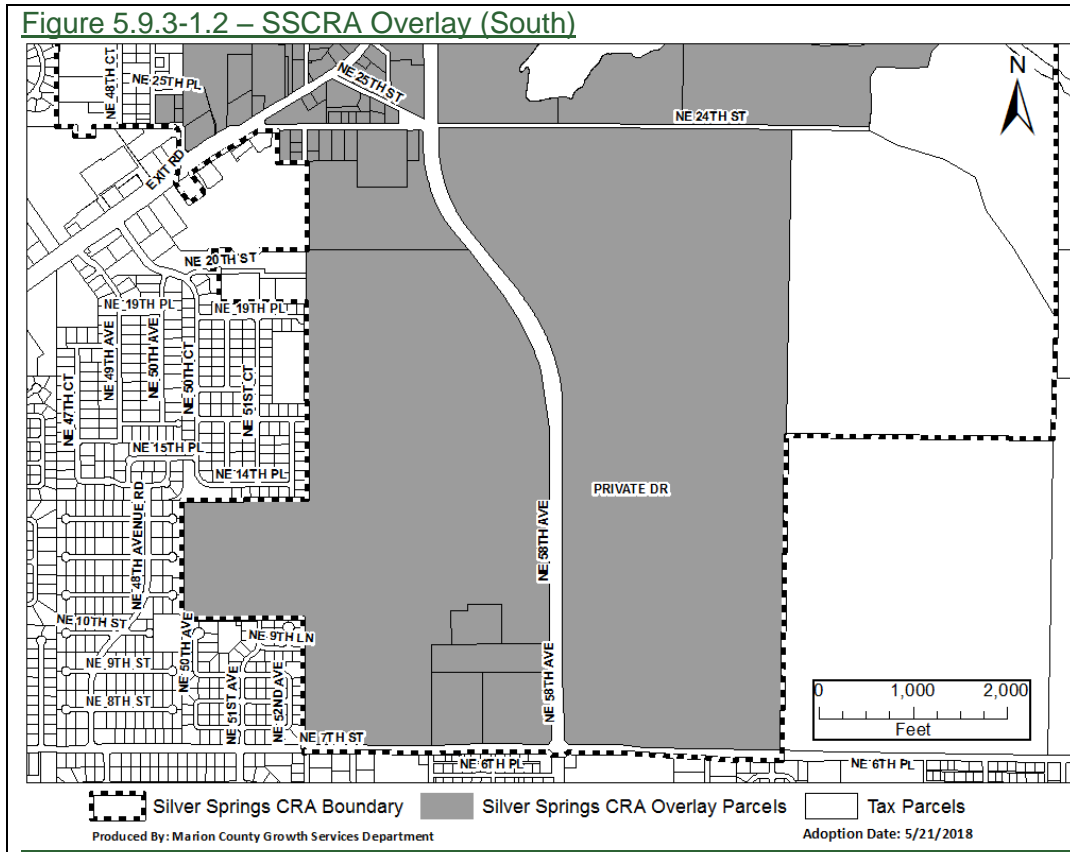 Figure 5.9.3-1.2 – SSCRA Overlay (South)
NE 48TH CT
NE 25TH PL
NE 25TH ST
NE 24TH ST
N
EXIT RD
NE 20TH ST
NE 19TH PL
NE 19TH PL
NE 47TH CT
NE 49TH AVE
NE 50TH AVE
NE 50TH CT
NE 51ST CT
NE 15TH PL
NE 14TH PL
PRIVATE DR
NE 48TH AVENUE RD
NE 58TH AVE
NE 10TH ST
NE 50TH AVE
NE 9TH LN
NE 9TH ST
NE 51ST AVE
NE 52ND AVE
NE 58TH AVE
NE 8TH ST
NE 7TH ST
NE 6TH PL
NE 6TH PL
0 1,000 2,000
Feet
Silver Springs CRA Boundary Silver Springs CRA Overlay Parcels Tax Parcels
Produced By: Marion County Growth Services Department Adoption Date: 5/21/2018